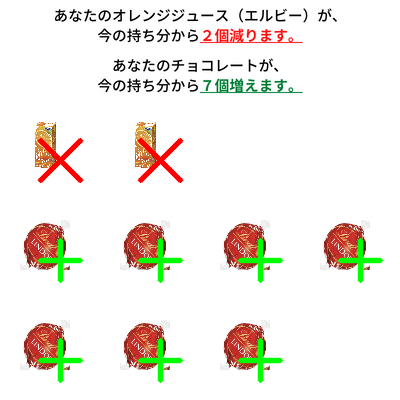 あなたのオレンジジュース（エルビー）が、
今の持ち分から２個減ります。
あなたのチョコレートが、
今の持ち分から７個増えます。